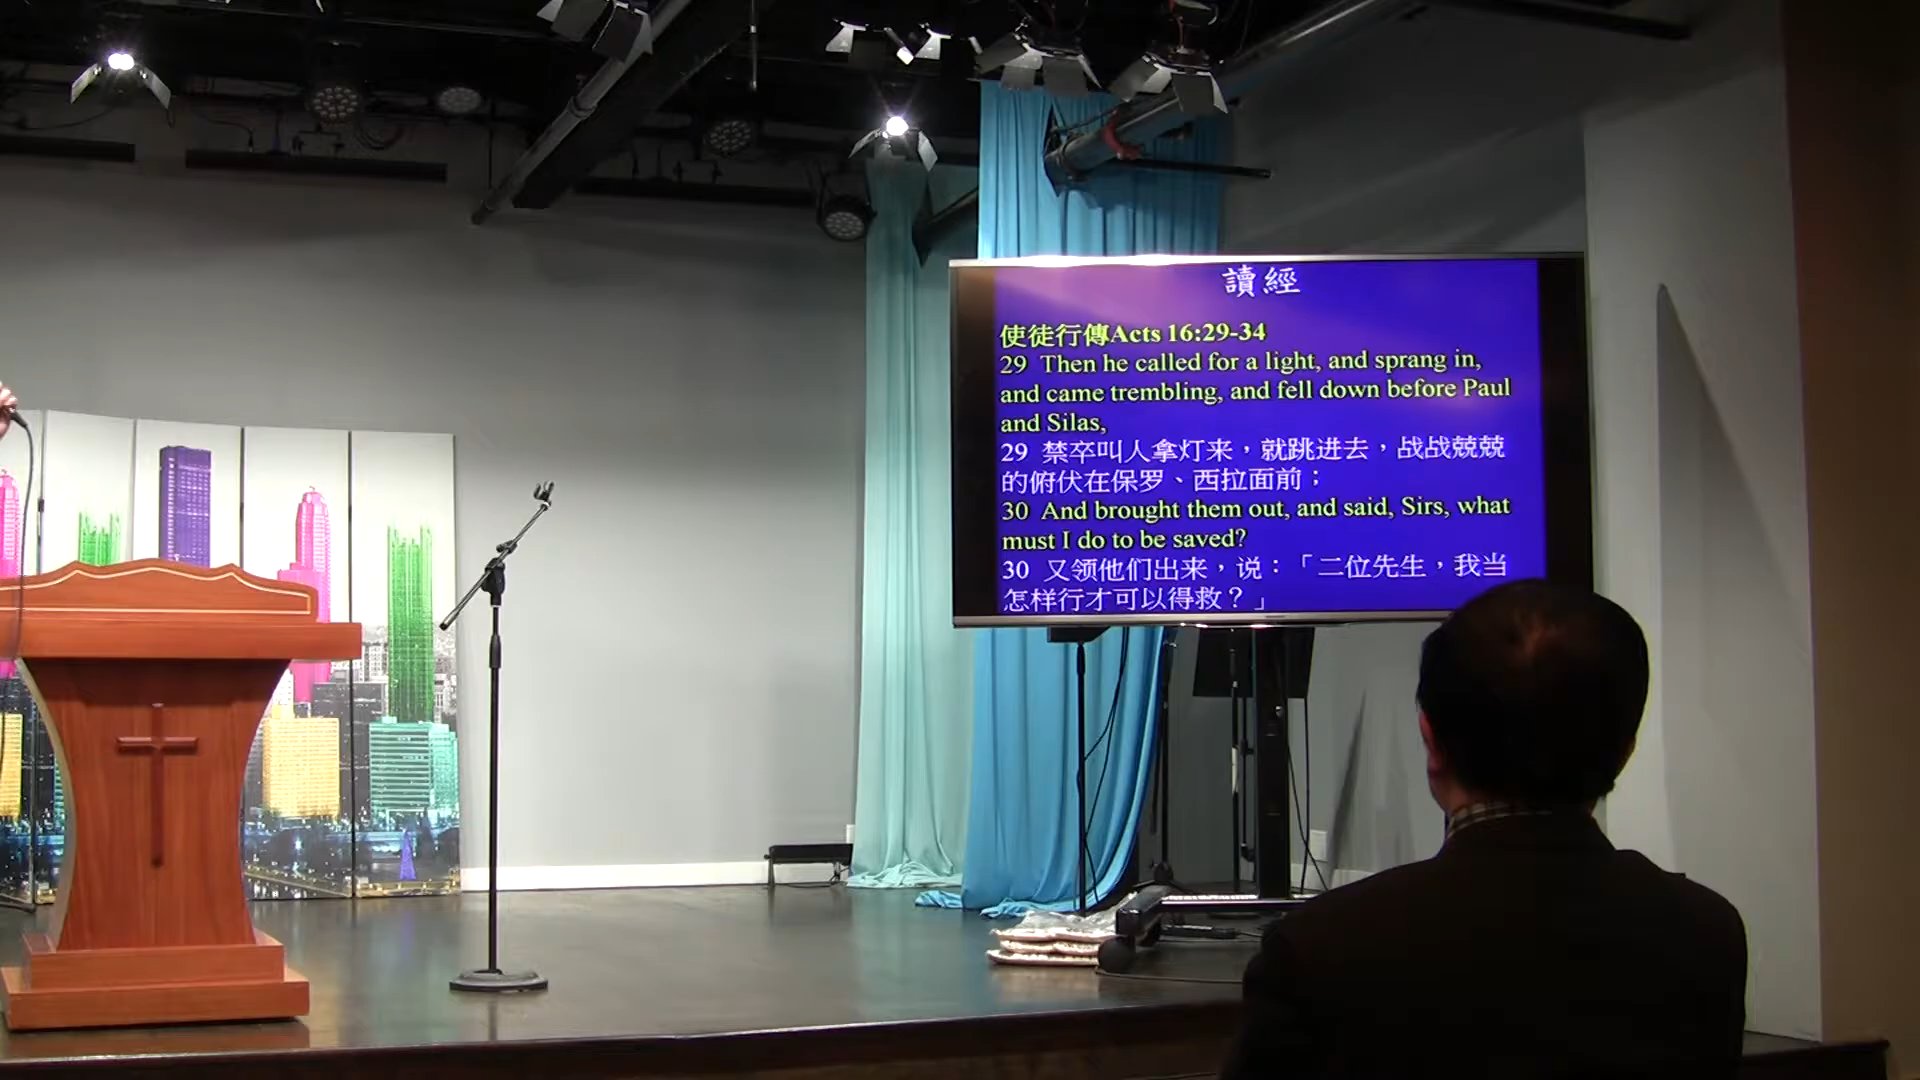 讀經
使徒行傳Acts 16:29-34
29 Then he called for a light, and sprang in,
and came trembling, and fell down before Paul
and Silas,
29 禁卒叫人拿灯来，就跳进去，战战兢兢
的俯伏在保罗、西拉面前；
30 And brought them out, and said, Sirs, what
must I do to be saved?
30 又领他们出来，说：「二位先生，我当
怎样行才可以得救？」